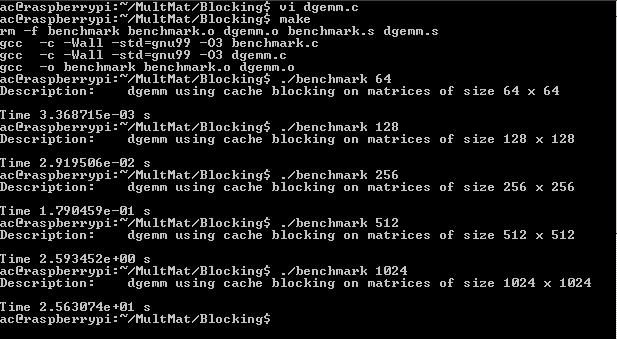 ac@raspberrypi:~/MultMat/Blocking$ vi dgemm.c
ac@raspberrypi:~/MultMat/Blocking$ make
rm -f benchmark benchmark.o dgemm.o benchmark.s dgemm.s
gcc  -c -Wall -std=gnu99 -O3 benchmark.c
gcc  -c -Wall -std=gnu99 -O3 dgemm.c
gcc  -o benchmark benchmark.o dgemm.o
ac@raspberrypi:~/MultMat/Blocking$ ./benchmark 64
Description:    dgemm using cache blocking on matrices of size 64 x 64
Time 3.368715e-03 s
ac@raspberrypi:~/MultMat/Blocking$ ./benchmark 128
Description:    dgemm using cache blocking on matrices of size 128 x 128
Time 2.919506e-02 s
ac@raspberrypi:~/MultMat/Blocking$ ./benchmark 256
Description:    dgemm using cache blocking on matrices of size 256 x 256
Time 1.790459e-01 s
ac@raspberrypi:~/MultMat/Blocking$ ./benchmark 512
Description:    dgemm using cache blocking on matrices of size 512 x 512
Time 2.593452e+00 s
ac@raspberrypi:~/MultMat/Blocking$ ./benchmark 1024
Description:    dgemm using cache blocking on matrices of size 1024 x 1024
Time 2.563074e+01 s
ac@raspberrypi:~/MultMat/Blocking$